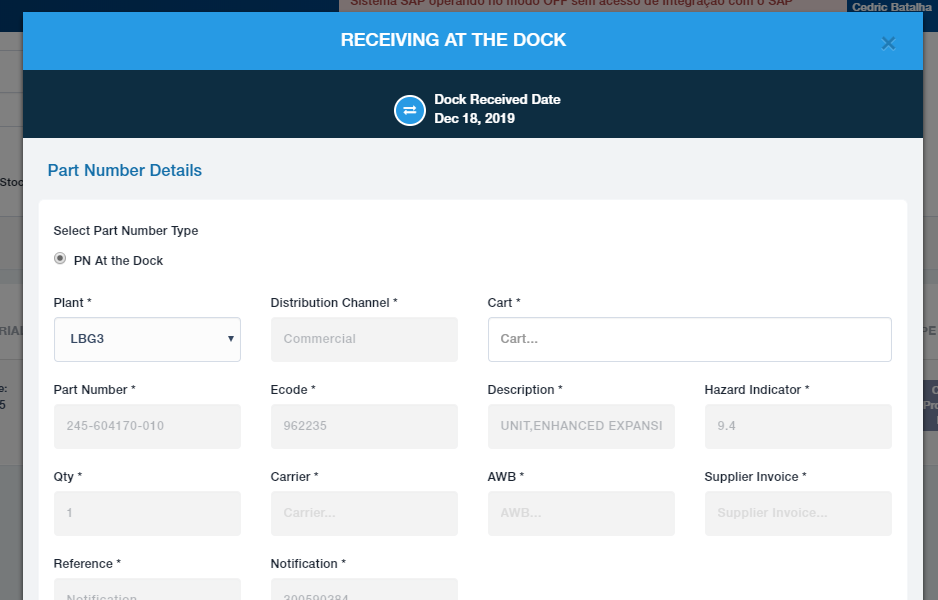 Sistema SAP operando no modo OFF sem acesso de integração com o SAP
Cedric Batalha
RECEIVING AT THE DOCK
×
Dock Received Date
Dec 18, 2019
Part Number Details
Select Part Number Type
PN At the Dock
Plant *
Distribution Channel *
Cart *
LBG3
Commercial
Cart...
Part Number *
Ecode *
Description *
Hazard Indicator *
245-604170-010
962235
UNIT,ENHANCED EXPANSI
9.4
Qty *
Carrier *
AWB *
Supplier Invoice *
1
Carrier...
AWB...
Supplier Invoice...
Reference *
Notification *
Notification
300590384